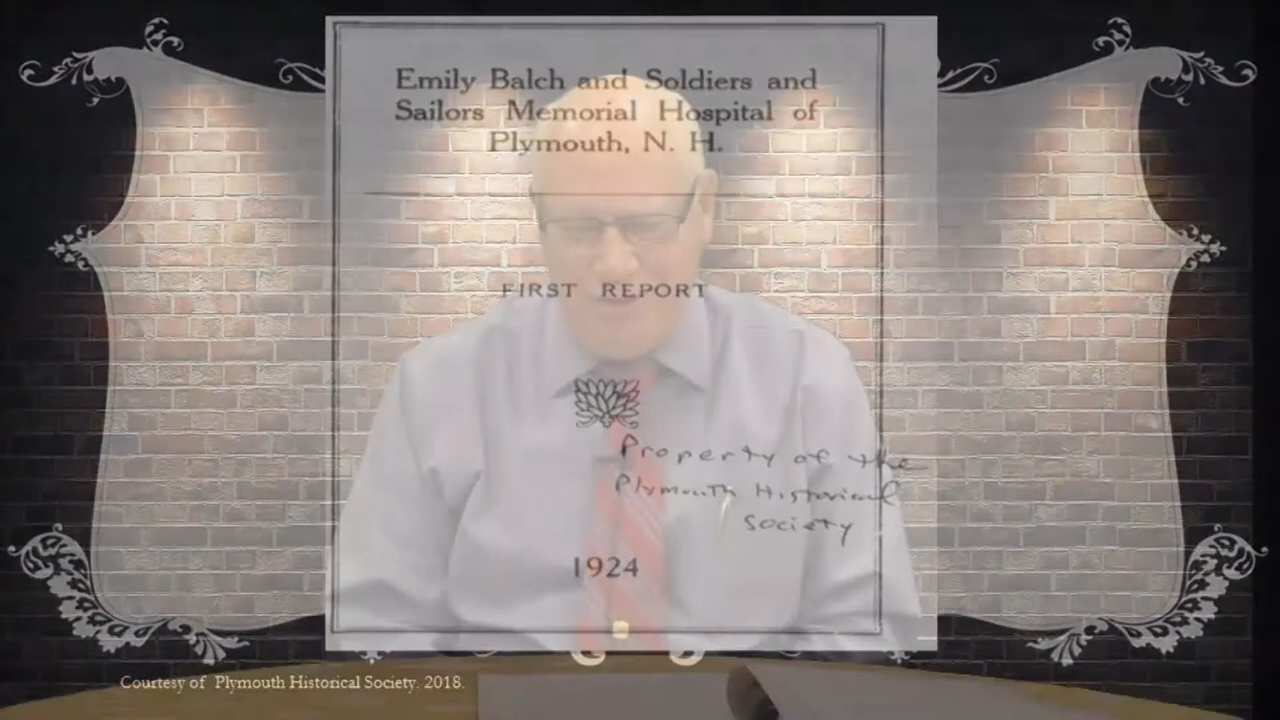 Emily Balch and Soldiers and
Sailors Memorial Hospital of
Plymouth, N. H.
FIRST REPORT
Property of the
Plymouth Historical
Society
1924
Courtesy of Plymouth Historical Society. 2018.